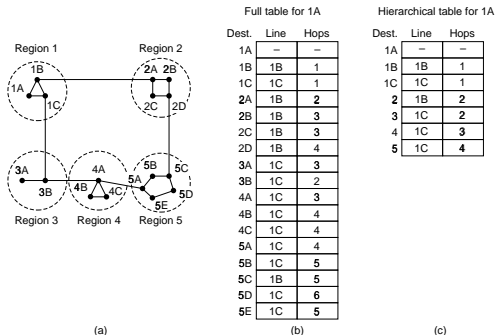 Region 1
Region 2
1B
1A
1C
2A 2B
2C 2D
3A
3B
4A
4B 4C
5A
5B
5C
5D
5E
Region 3
Region 4
Region 5
(a)
Full table for 1A
Dest. Line Hops
1A – –
1B 1B 1
1C 1C 1
2A 1B 2
2B 1B 3
2C 1B 3
2D 1B 4
3A 1C 3
3B 1C 2
4A 1C 3
4B 1C 4
4C 1C 4
5A 1C 4
5B 1C 5
5C 1B 5
5D 1C 6
5E 1C 5
(b)
Hierarchical table for 1A
Dest. Line Hops
1A – –
1B 1B 1
1C 1C 1
2 1B 2
3 1C 2
4 1C 3
5 1C 4
(c)